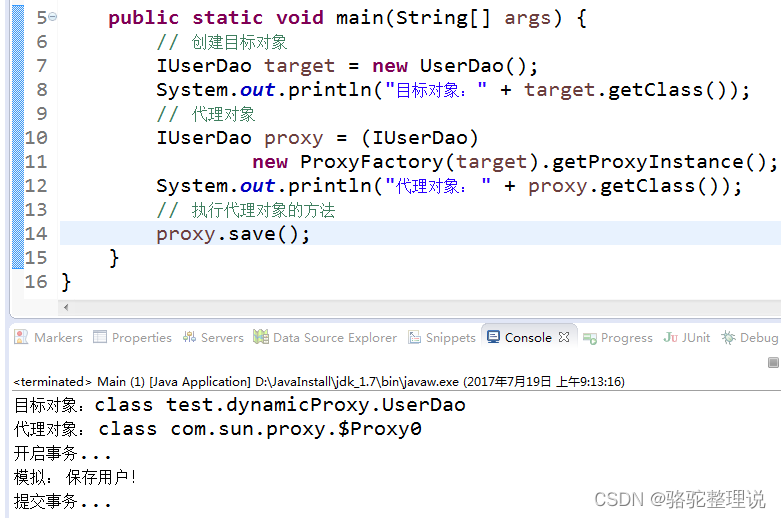 5 public static void main(String[] args) {
6 // 创建目标对象
7 IUserDao target = new UserDao();
8 System.out.println("目标对象：" + target.getClass());
9 // 代理对象
10 IUserDao proxy = (IUserDao)
11 new ProxyFactory(target).getProxyInstance();
12 System.out.println("代理对象：" + proxy.getClass());
13 // 执行代理对象的方法
14 proxy.save();
15 }
16 }
Markers Properties Servers Data Source Explorer Snippets Console Progress JUnit Debug
<terminated> Main (1) [Java Application] D:\JavaInstall\jdk_1.7\bin\javaw.exe (2017年7月19日 上午9:13:16)
目标对象：class test.dynamicProxy.UserDao
代理对象：class com.sun.proxy.$Proxy0
开启事务...
模拟：保存用户！
提交事务...
CSDN @骆驼整理说